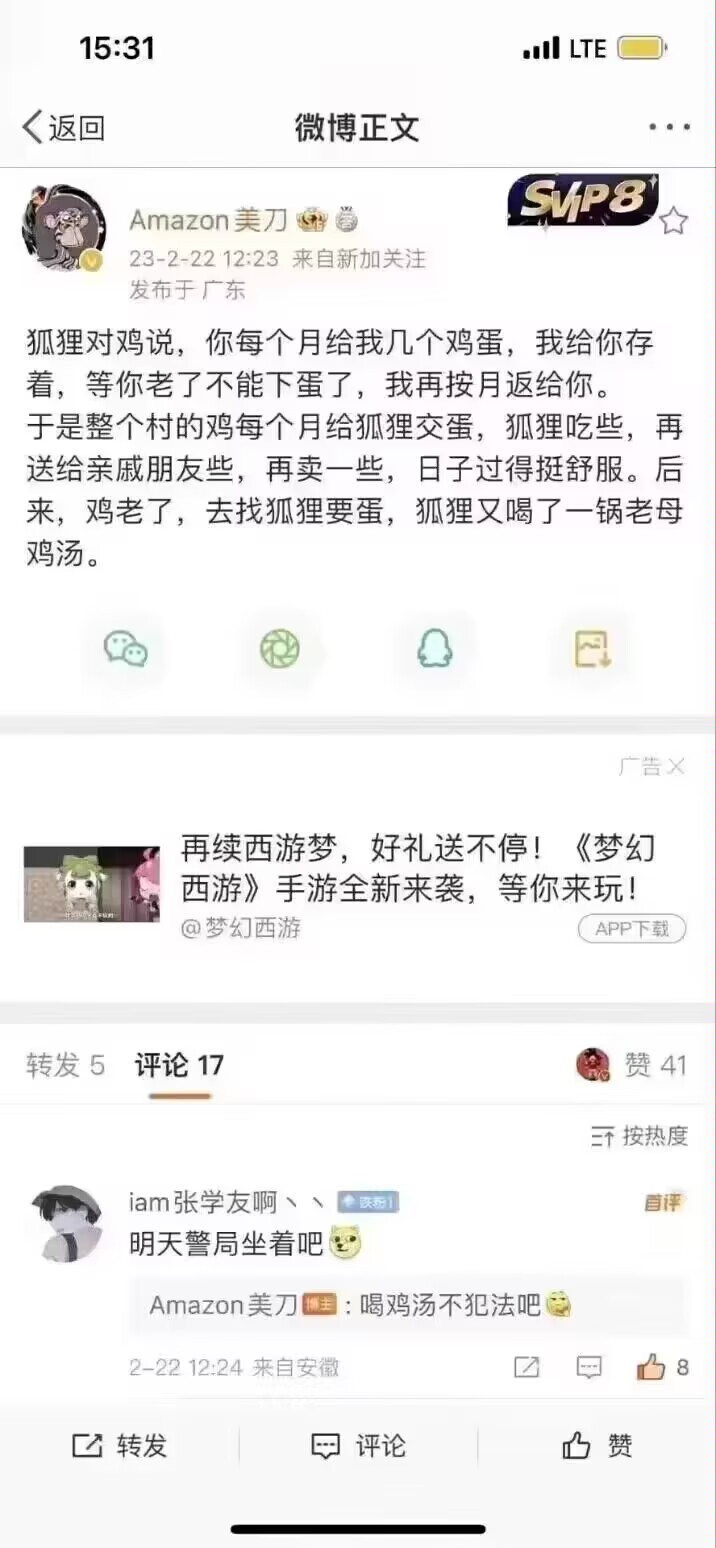 15:31
LTE
返回
微博正文
SVIP8
Amazon美刀
23-2-22 12:23 来自新加关注
发布于 广东
狐狸对鸡说，你每个月给我几个鸡蛋，我给你存
着，等你老了不能下蛋了，我再按月返给你。
于是整个村的鸡每个月给狐狸交蛋，狐狸吃些，再
送给亲戚朋友些，再卖一些，日子过得挺舒服。后
来，鸡老了，去找狐狸要蛋，狐狸又喝了一锅老母
鸡汤。
广告
再续西游梦，好礼送不停！《梦幻
西游》手游全新来袭，等你来玩！
@梦幻西游
APP下载
转发 5 评论 17
赞 41
按热度
iam张学友啊丶丶 铁粉1
首评
明天警局坐着吧
Amazon美刀 博主：喝鸡汤不犯法吧
2-22 12:24 来自安徽
8
转发 评论 赞